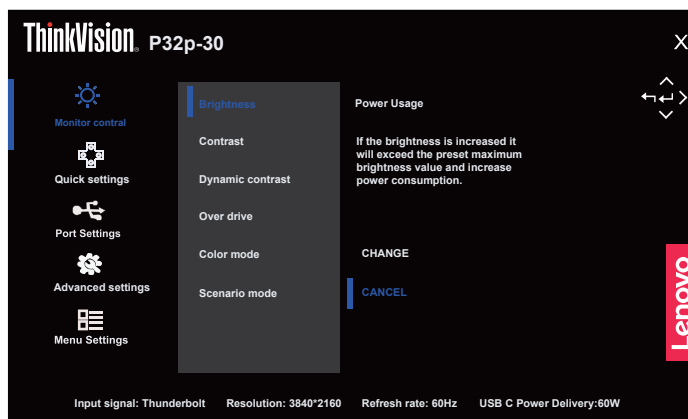 ThinkVision. P32p-30
X
Monitor contral
Quick settings
Port Settings
Advanced settings
Menu Settings
Brightness
Contrast
Dynamic contrast
Over drive
Color mode
Scenario mode
Power Usage
If the brightness is increased it
will exceed the preset maximum
brightness value and increase
power consumption.
CHANGE
CANCEL
Lenovo
Input signal: Thunderbolt Resolution: 3840*2160 Refresh rate: 60Hz USB C Power Delivery:60W